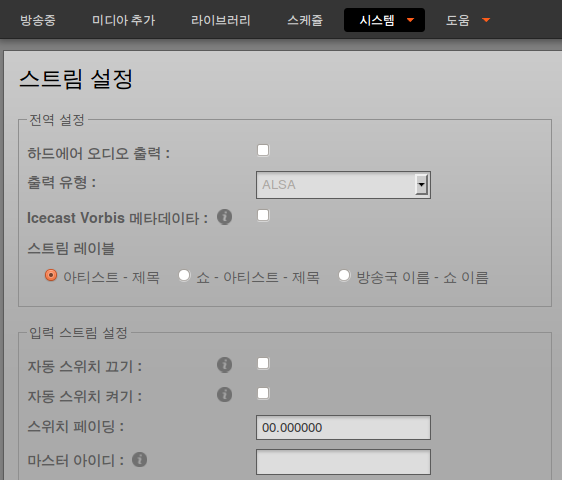 방송중 미디아 추가 라이브러리 스케쥴 시스템 도움
스트림 설정
전역 설정
하드에어 오디오 출력 :
출력 유형 : ALSA
Icecast Vorbis 메타데이타 :
스트림 레이블
아티스트 - 제목 쇼 - 아티스트 - 제목 방송국 이름 - 쇼 이름
입력 스트림 설정
자동 스위치 끄기 :
자동 스위치 켜기 :
스위치 페이딩 : 00.000000
마스터 아이디 :